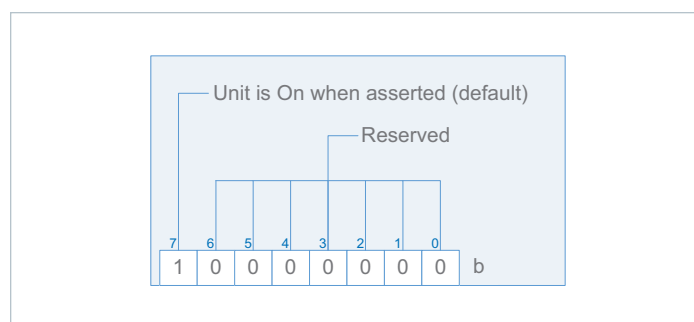 Unit is On when asserted (default)
Reserved
7 6 5 4 3 2 1 0
1 0 0 0 0 0 0 0 b